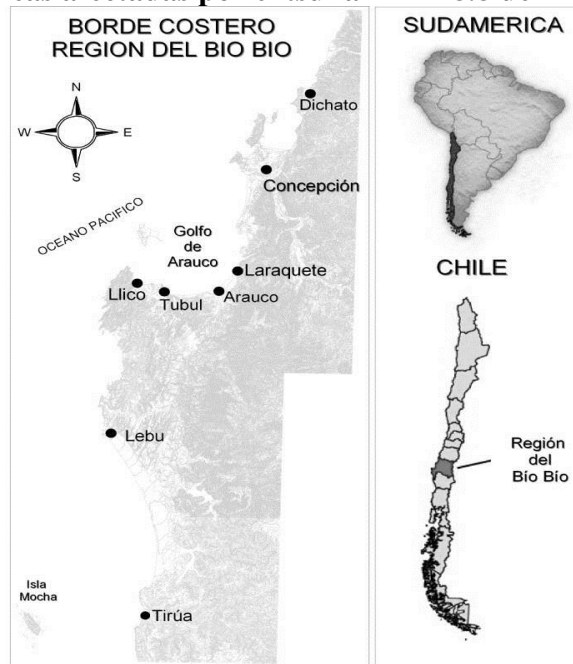 BORDE COSTERO
REGION DEL BIO BIO
N
W
E
S
Dichato
Concepción
OCEANO PACIFICO
Golfo
de
Arauco
Laraquete
Llico
Tubul
Arauco
Lebu
Isla
Mocha
Tirúa
SUDAMERICA
CHILE
Región
del
Bío Bío